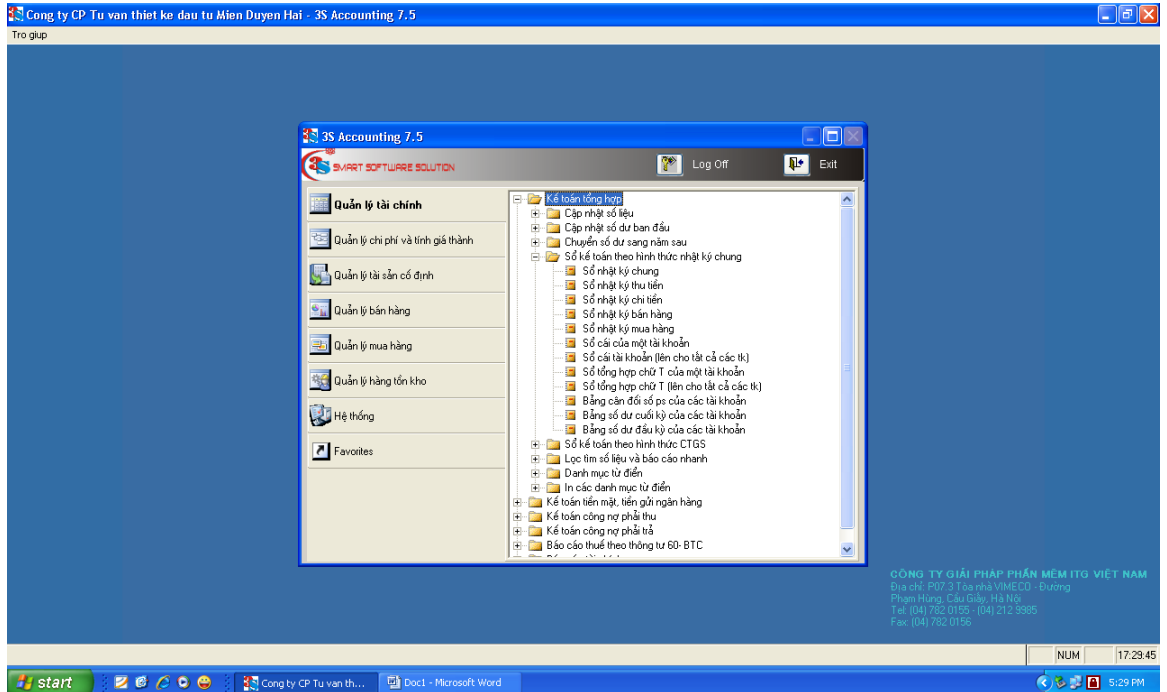 Cong ty CP Tu van thiet ke dau tu Mien Duyen Hai - 3S Accounting 7.5
Tro giup
3S Accounting 7.5
3S SMART SOFTWARE SOLUTION
Log Off
Exit
Quản lý tài chính
Quản lý chi phí và tính giá thành
Quản lý tài sản cố định
Quản lý bán hàng
Quản lý mua hàng
Quản lý hàng tồn kho
Hệ thống
Favorites
Kế toán tổng hợp
Cập nhật số liệu
Cập nhật số dư ban đầu
Chuyển số dư sang năm sau
Sổ kế toán theo hình thức nhật ký chung
Sổ nhật ký chung
Sổ nhật ký thu tiền
Sổ nhật ký chi tiền
Sổ nhật ký bán hàng
Sổ nhật ký mua hàng
Sổ cái của một tài khoản
Sổ cái tài khoản (lên cho tất cả các tk)
Sổ tổng hợp chữ T của một tài khoản
Sổ tổng hợp chữ T (lên cho tất cả các tk)
Bảng cân đối số ps của các tài khoản
Bảng số dư cuối kỳ của các tài khoản
Bảng số dư đầu kỳ của các tài khoản
Sổ kế toán theo hình thức CTGS
Lọc tìm số liệu và báo cáo nhanh
Danh mục từ điển
In các danh mục từ điển
Kế toán tiền mặt, tiền gửi ngân hàng
Kế toán công nợ phải thu
Kế toán công nợ phải trả
Báo cáo thuế theo thông tư 60- BTC
CÔNG TY GIẢI PHÁP PHẦN MỀM ITG VIỆT NAM
Địa chỉ: P07.3 Tòa nhà VIMECO - Đường
Phạm Hùng, Cầu Giấy, Hà Nội
Tel: (04) 782 0155 - (04) 212 9985
Fax: (04) 782 0156
NUM
17:29:45
start
Cong ty CP Tu van th...
Doc1 - Microsoft Word
5:29 PM